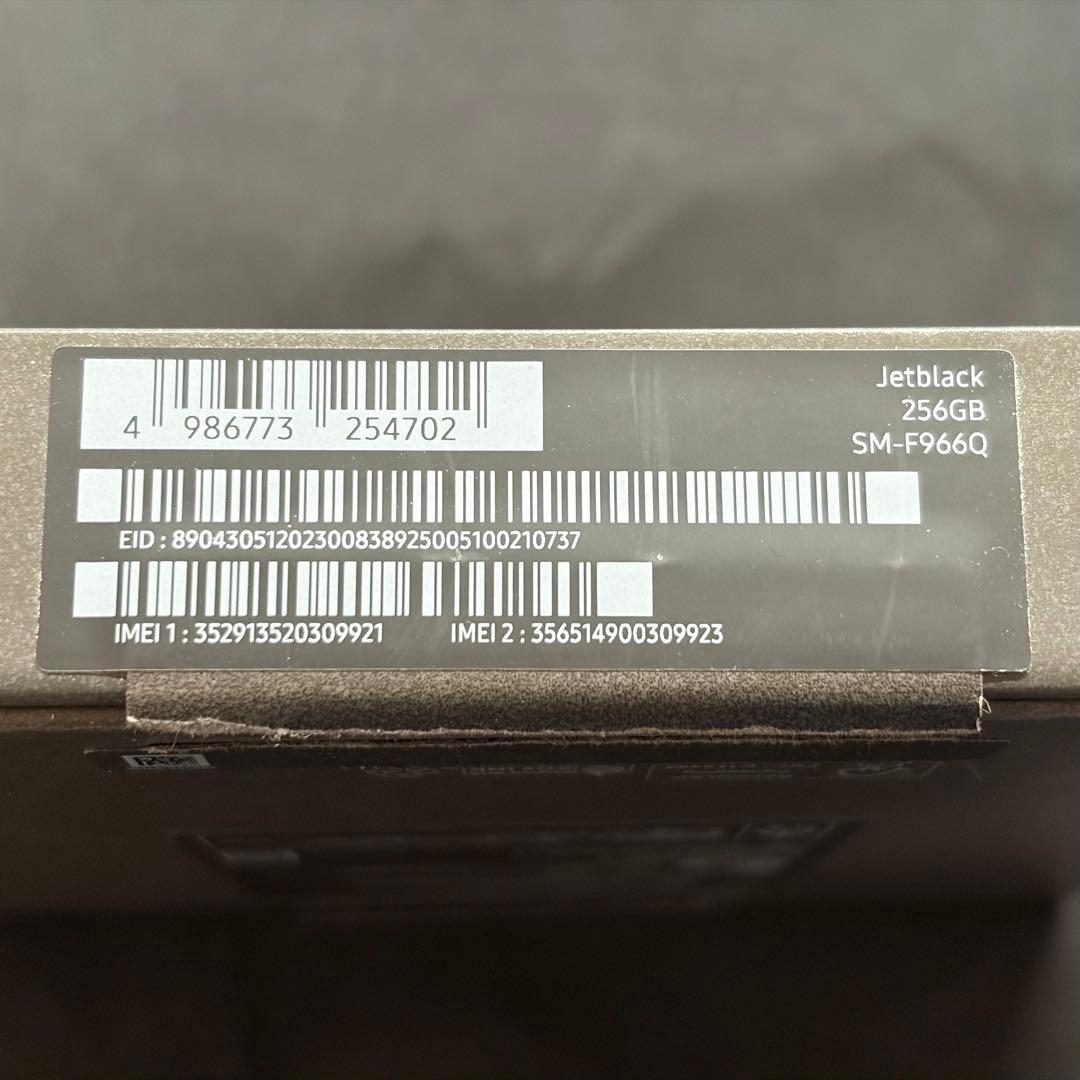 Jetblack
256GB
SM-F966Q
4 986773 254702
EID : 89043051202300838925005100210737
IMEI 1 : 352913520309921 IMEI 2 : 356514900309923